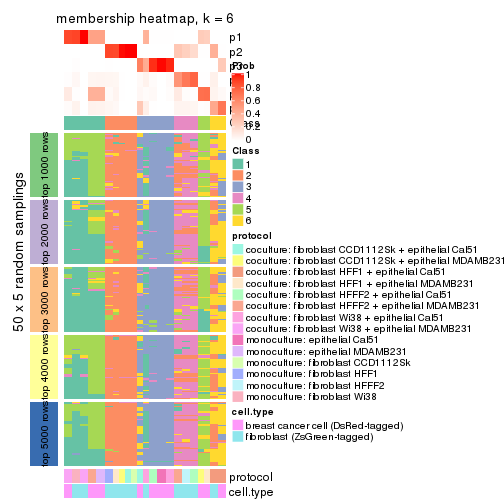 membership heatmap, k = 6
p1
p2
p3
Prob
1
0.8
0.6
0.4
0.2
0
Class
1
2
3
4
5
6
50 x 5 random samplings
top 1000 rows
top 2000 rows
top 3000 rows
top 4000 rows
top 5000 rows
protocol
coculture: fibroblast CCD1112Sk + epithelial Cal51
coculture: fibroblast CCD1112Sk + epithelial MDAMB231
coculture: fibroblast HFF1 + epithelial Cal51
coculture: fibroblast HFF1 + epithelial MDAMB231
coculture: fibroblast HFFF2 + epithelial Cal51
coculture: fibroblast HFFF2 + epithelial MDAMB231
coculture: fibroblast Wi38 + epithelial Cal51
coculture: fibroblast Wi38 + epithelial MDAMB231
monoculture: epithelial Cal51
monoculture: epithelial MDAMB231
monoculture: fibroblast CCD1112Sk
monoculture: fibroblast HFF1
monoculture: fibroblast HFFF2
monoculture: fibroblast Wi38
cell.type
breast cancer cell (DsRed-tagged)
fibroblast (ZsGreen-tagged)
protocol
cell.type